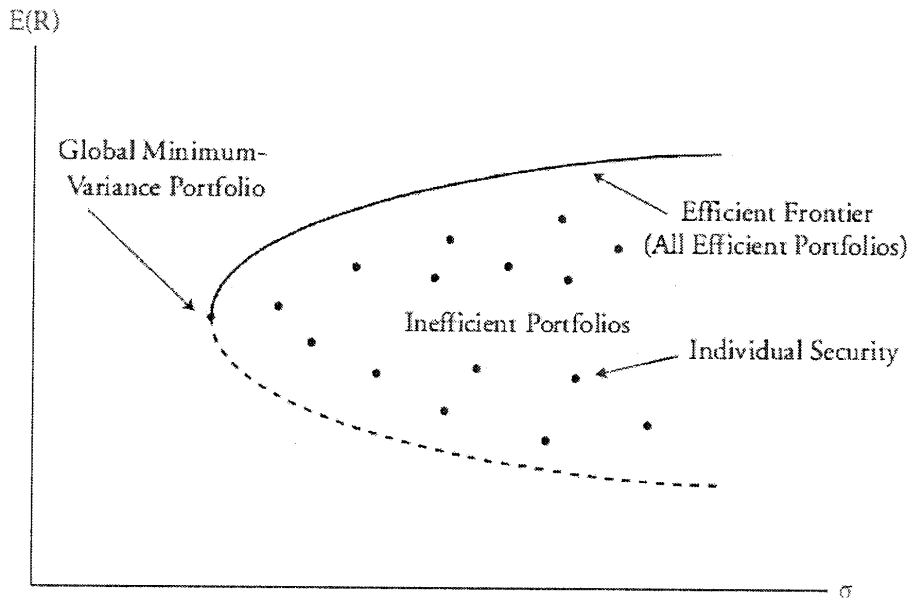 E(R)
Global Minimum-
Variance Portfolio
Efficient Frontier
(All Efficient Portfolios)
Inefficient Portfolios
Individual Security
σ